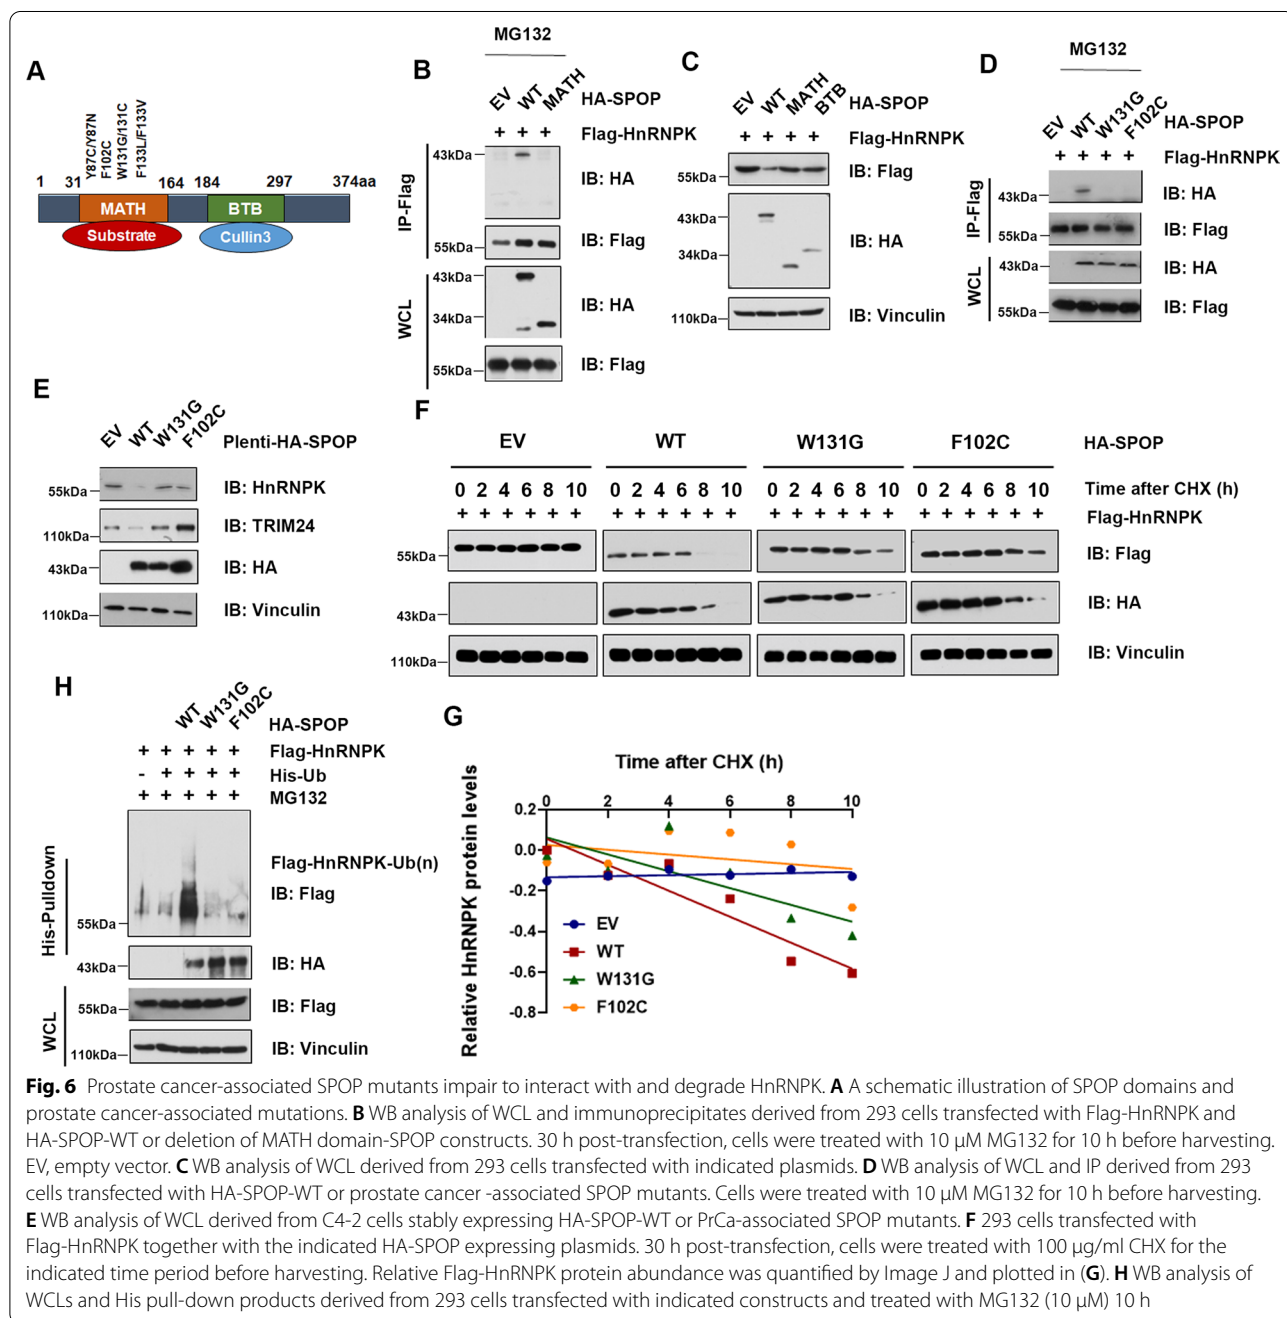 A
Y87C/Y87N
F102C
W131G/131C
F133L/F133V
1 31 164 184 297 374aa
MATH BTB
Substrate Cullin3
B
MG132
EV WT MATH HA-SPOP
+ + + Flag-HnRNPK
IP-Flag
43kDa IB: HA
55kDa IB: Flag
WCL
43kDa
34kDa IB: HA
55kDa IB: Flag
C
EV WT MATH BTB HA-SPOP
+ + + + Flag-HnRNPK
55kDa IB: Flag
43kDa
34kDa IB: HA
110kDa IB: Vinculin
D
MG132
EV WT W131G F102C HA-SPOP
+ + + + Flag-HnRNPK
IP-Flag
43kDa IB: HA
55kDa IB: Flag
WCL
43kDa IB: HA
55kDa IB: Flag
E
EV WT W131G F102C Plenti-HA-SPOP
55kDa IB: HnRNPK
110kDa IB: TRIM24
43kDa IB: HA
110kDa IB: Vinculin
F
EV WT W131G F102C HA-SPOP
0 2 4 6 8 10 0 2 4 6 8 10 0 2 4 6 8 10 0 2 4 6 8 10 Time after CHX (h)
+ + + + + + + + + + + + + + + + + + + + + + + + Flag-HnRNPK
55kDa IB: Flag
43kDa IB: HA
110kDa IB: Vinculin
H
WT W131G F102C HA-SPOP
+ + + + + Flag-HnRNPK
- + + + + His-Ub
+ + + + + MG132
His-Pulldown
Flag-HnRNPK-Ub(n)
IB: Flag
55kDa
43kDa IB: HA
WCL
55kDa IB: Flag
110kDa IB: Vinculin
G
Time after CHX (h)
0 2 4 6 8 10
Relative HnRNPK protein levels
0.2
0.0
-0.2
-0.4
-0.6
-0.8
EV
WT
W131G
F102C
Fig. 6 Prostate cancer-associated SPOP mutants impair to interact with and degrade HnRNPK. A A schematic illustration of SPOP domains and
prostate cancer-associated mutations. B WB analysis of WCL and immunoprecipitates derived from 293 cells transfected with Flag-HnRNPK and
HA-SPOP-WT or deletion of MATH domain-SPOP constructs. 30 h post-transfection, cells were treated with 10 µM MG132 for 10 h before harvesting.
EV, empty vector. C WB analysis of WCL derived from 293 cells transfected with indicated plasmids. D WB analysis of WCL and IP derived from 293
cells transfected with HA-SPOP-WT or prostate cancer -associated SPOP mutants. Cells were treated with 10 µM MG132 for 10 h before harvesting.
E WB analysis of WCL derived from C4-2 cells stably expressing HA-SPOP-WT or PrCa-associated SPOP mutants. F 293 cells transfected with
Flag-HnRNPK together with the indicated HA-SPOP expressing plasmids. 30 h post-transfection, cells were treated with 100 µg/ml CHX for the
indicated time period before harvesting. Relative Flag-HnRNPK protein abundance was quantified by Image J and plotted in (G). H WB analysis of
WCLs and His pull-down products derived from 293 cells transfected with indicated constructs and treated with MG132 (10 µM) 10 h